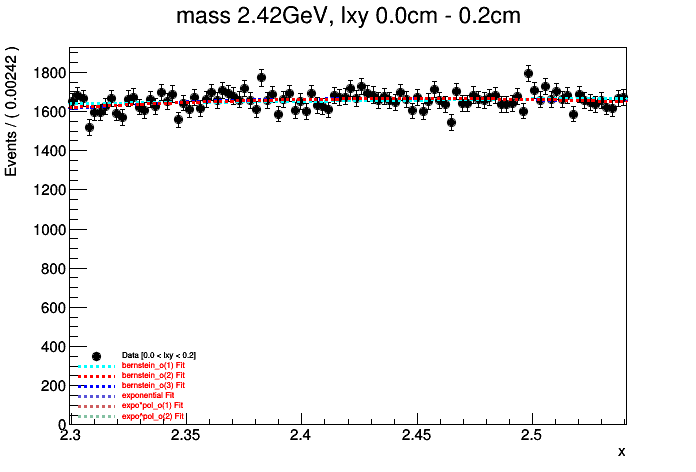 mass 2.42GeV, lxy 0.0cm - 0.2cm
Events / ( 0.00242 )
1800
1600
1400
1200
1000
800
600
400
200
0
Data [0.0 < lxy < 0.2]
bernstein_o(1) Fit
bernstein_o(2) Fit
bernstein_o(3) Fit
exponential Fit
expo*pol_o(1) Fit
expo*pol_o(2) Fit
2.3 2.35 2.4 2.45 2.5
x